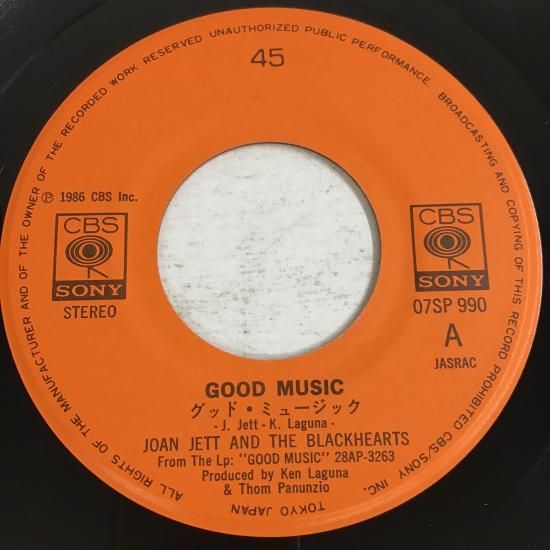 ALL RIGHTS OF THE MANUFACTURER AND OF THE OWNER OF THE RECORDED WORK RESERVED UNAUTHORIZED PUBLIC PERFORMANCE. BROADCASTING AND COPYING OF THIS RECORD PROHIBITED CBS/SONY INC.
TOKYO JAPAN
45
℗ 1986 CBS Inc.
CBS
SONY
STEREO
CBS
SONY
07SP 990
A
JASRAC
GOOD MUSIC
グッド・ミュージック
- J. Jett - K. Laguna -
JOAN JETT AND THE BLACKHEARTS
From The Lp: "GOOD MUSIC" 28AP-3263
Produced by Ken Laguna
& Thom Panunzio